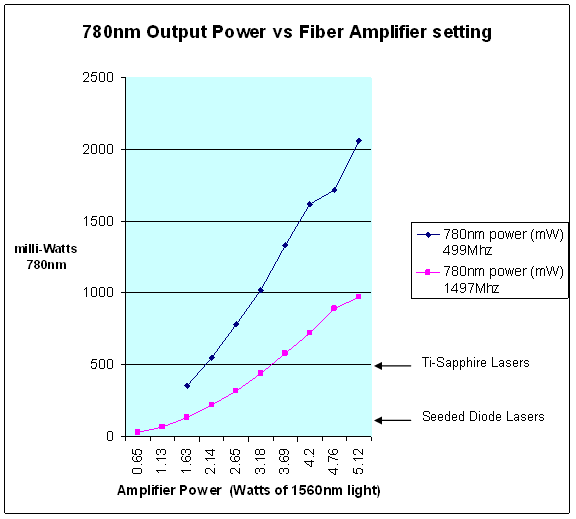 780nm Output Power vs Fiber Amplifier setting
2500
2000
1500
1000
500
0
milli-Watts
780nm
0.65
1.13
1.63
2.14
2.65
3.18
3.69
4.2
4.76
5.12
Amplifier Power (Watts of 1560nm light)
780nm power (mW)
499Mhz
780nm power (mW)
1497Mhz
Ti-Sapphire Lasers
Seeded Diode Lasers